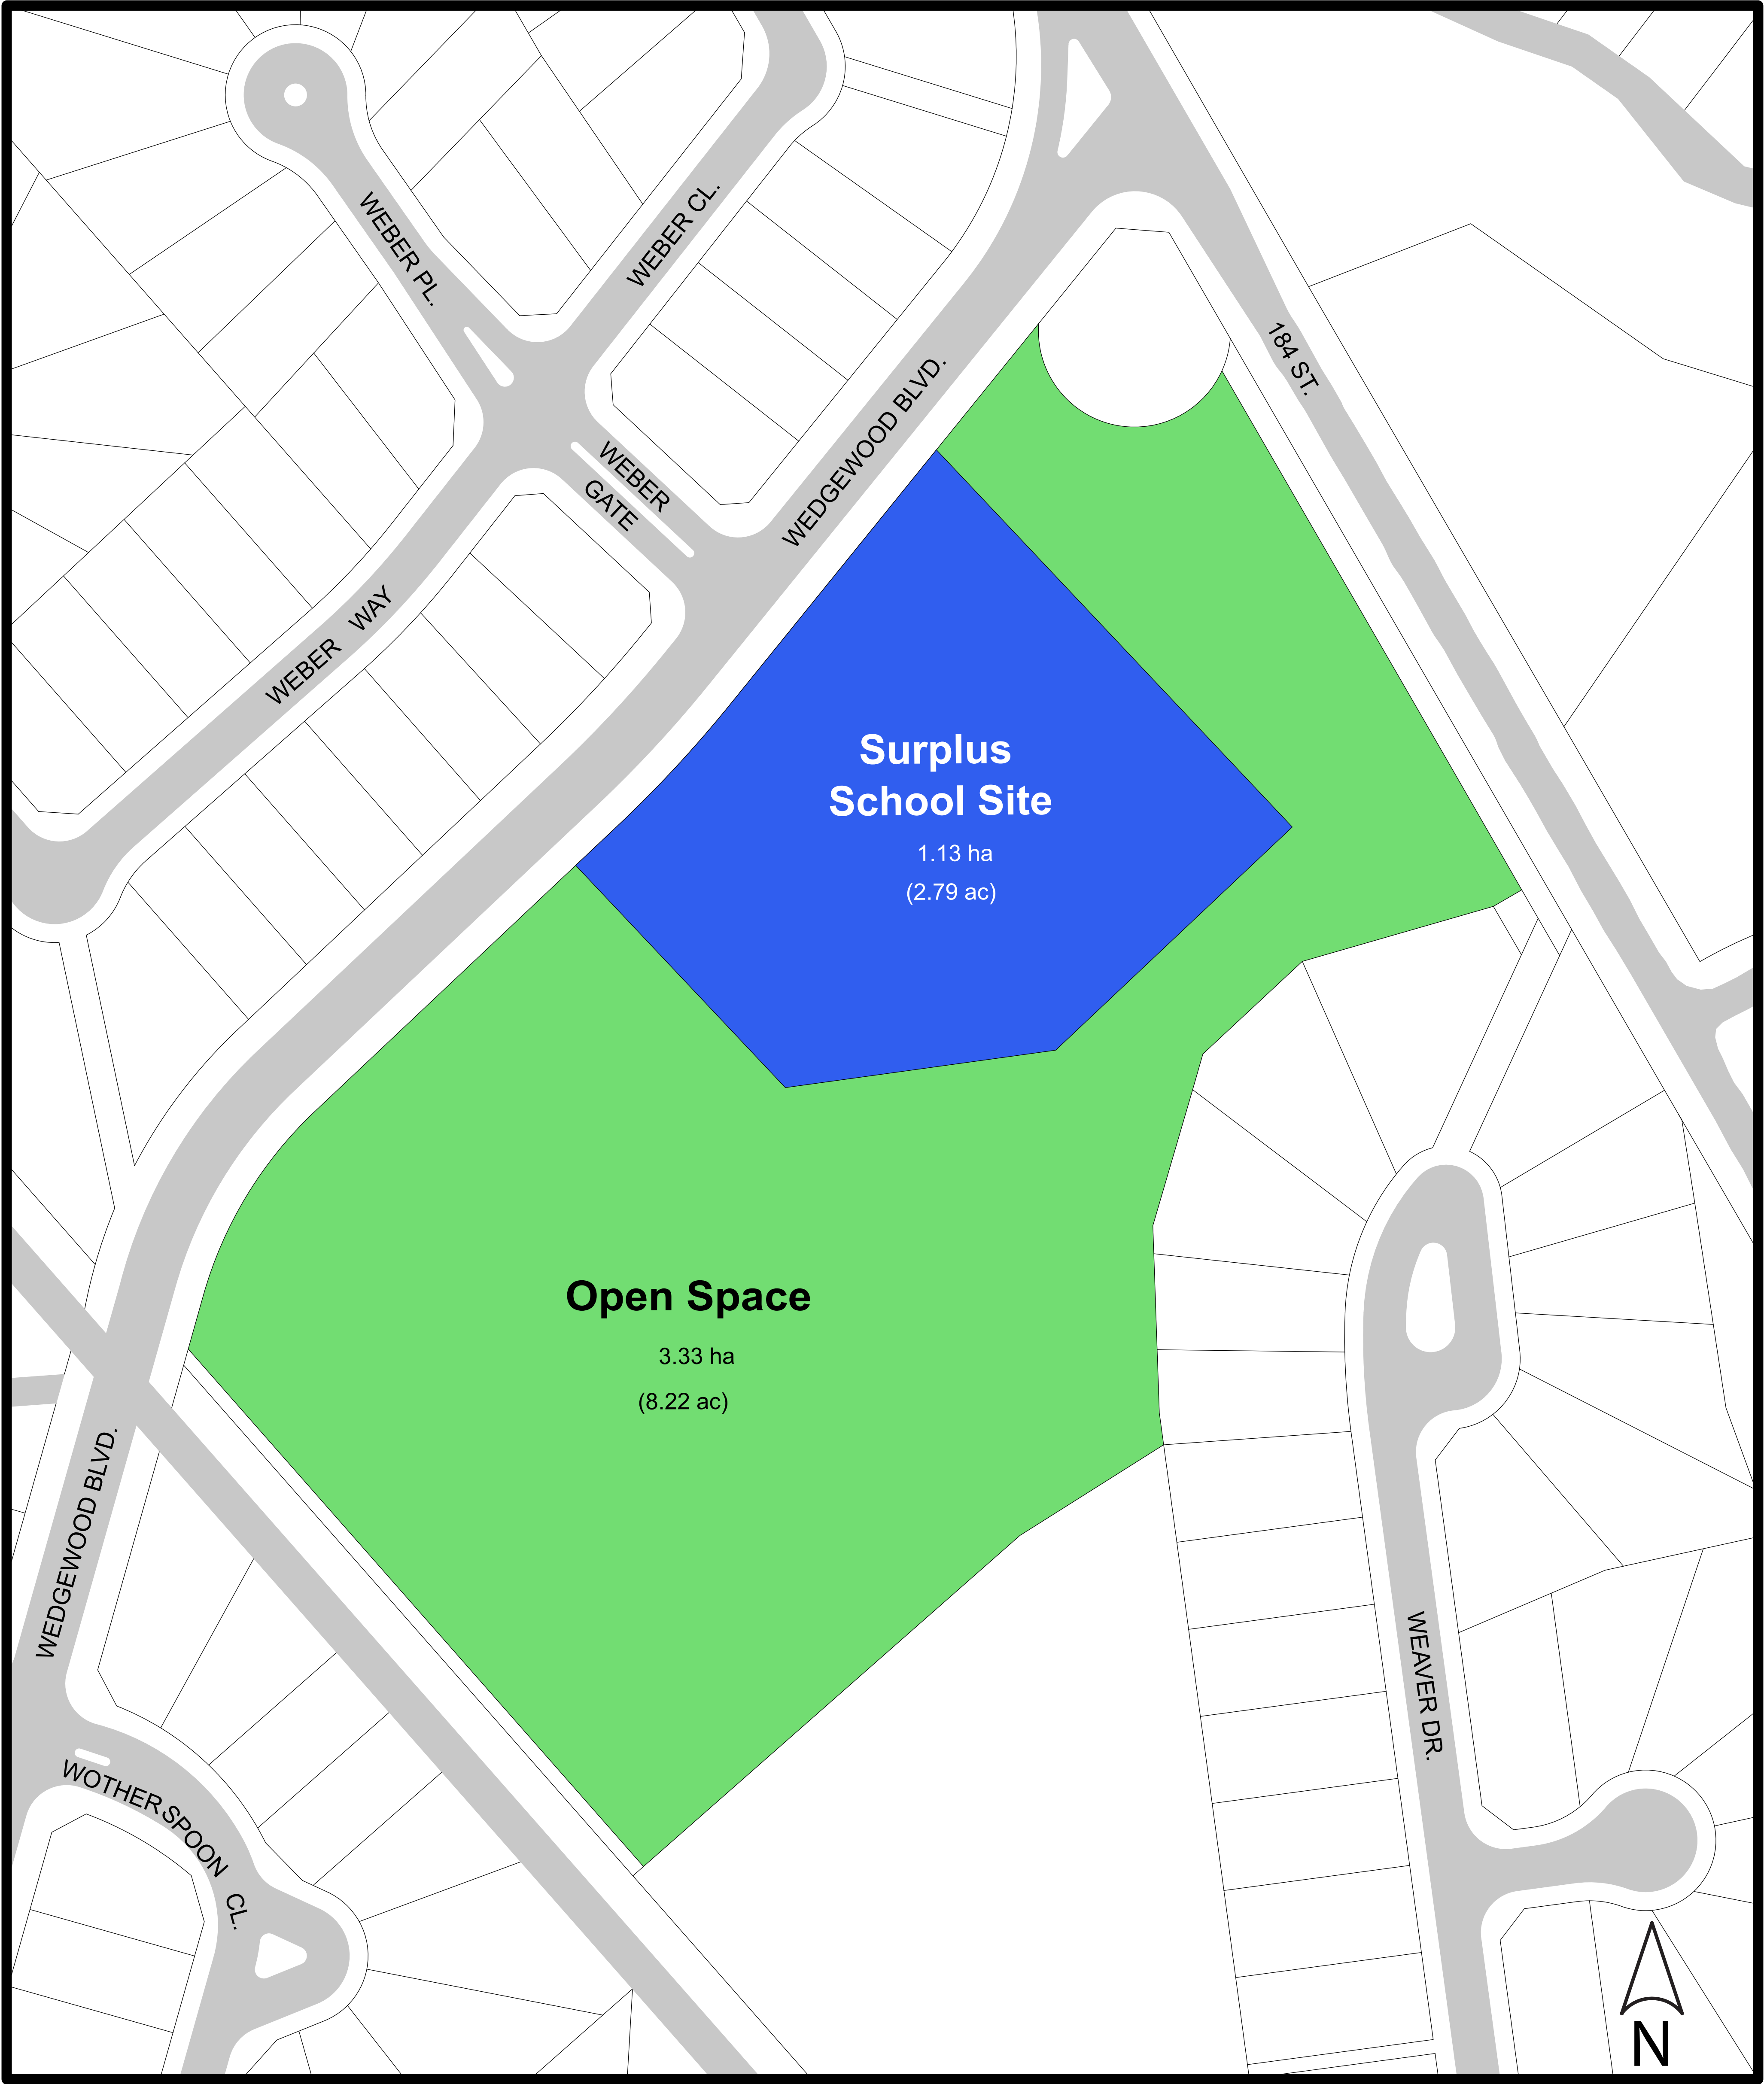 WEBER PL.
WEBER CL.
WEDGEWOOD BLVD.
184 ST.
WEBER
GATE
WEBER WAY
Surplus
School Site
1.13 ha
(2.79 ac)
Open Space
3.33 ha
(8.22 ac)
WEDGEWOOD BLVD.
WEAVER DR.
WOTHERSPOON CL.
N